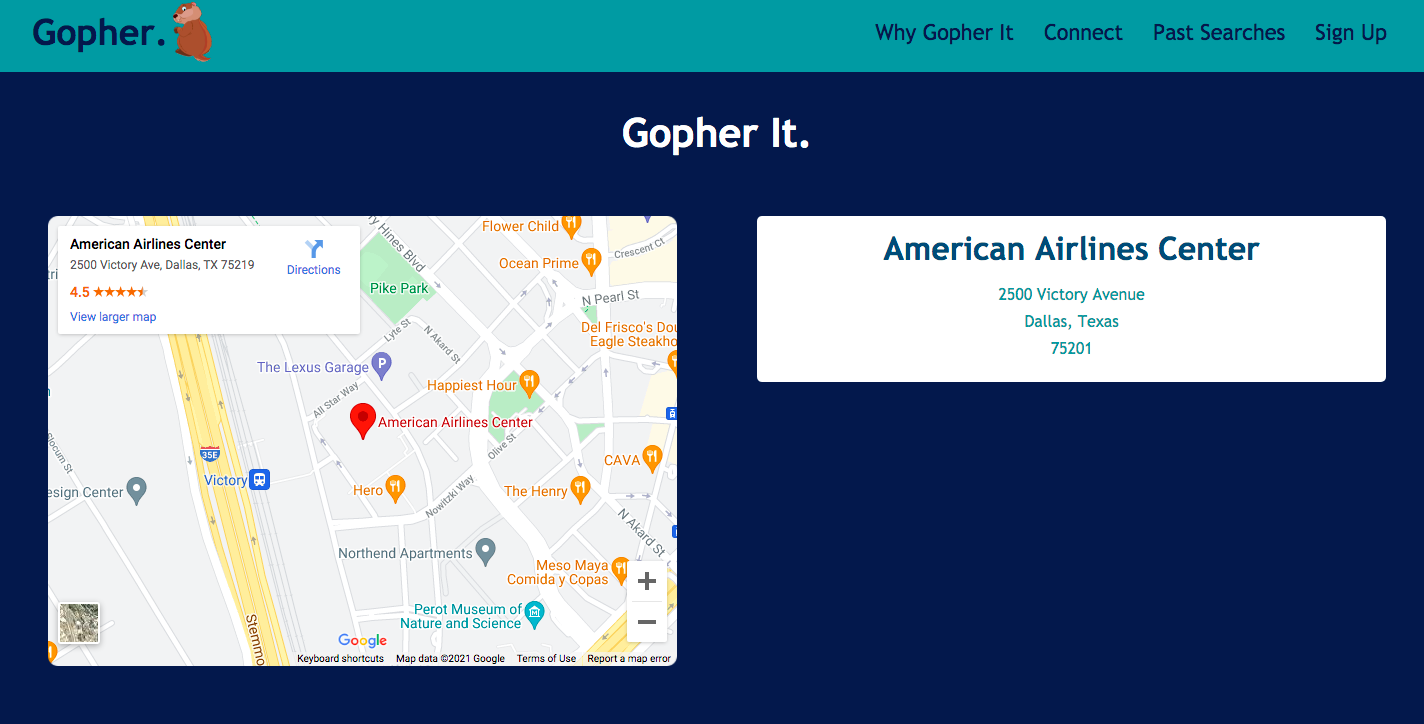 Gopher.
Why Gopher It
Connect
Past Searches
Sign Up
Gopher It.
American Airlines Center
2500 Victory Ave, Dallas, TX 75219
4.5
View larger map
Directions
Hines Blvd
Flower Child
Crescent Ct
Ocean Prime
Pike Park
N Pearl St
Lyte St
N Akard St
Del Frisco's
Eagle
The Lexus Garage
P
Happiest Hour
All Star Way
American Airlines Center
Olive St
35E
Victory
CAVA
Slocum St
Design Center
Hero
The Henry
Nowitzki Way
N Akard St
Northend Apartments
Meso Maya
Comida y Copas
Perot Museum of
Nature and Science
Google
Keyboard shortcuts
Map data ©2021 Google
Terms of Use
Report a map error
American Airlines Center
2500 Victory Avenue
Dallas, Texas
75201